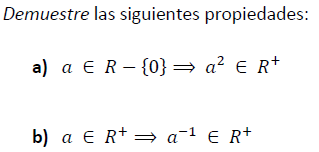 Demuestre las siguientes propiedades:
a) a ∈ R − {0} ⟹ a² ∈ R⁺
b) a ∈ R⁺ ⟹ a⁻¹ ∈ R⁺